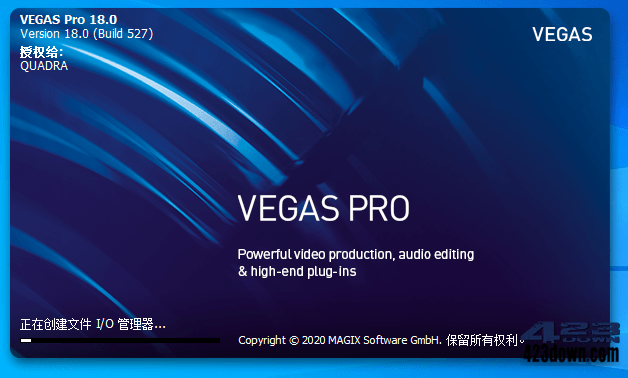 VEGAS Pro 18.0
Version 18.0 (Build 527)
授权给:
QUADRA
VEGAS
VEGAS PRO
Powerful video production, audio editing
& high-end plug-ins
正在创建文件 I/O 管理器...
Copyright © 2020 MAGIX Software GmbH. 保留所有权利。
423
423down.com